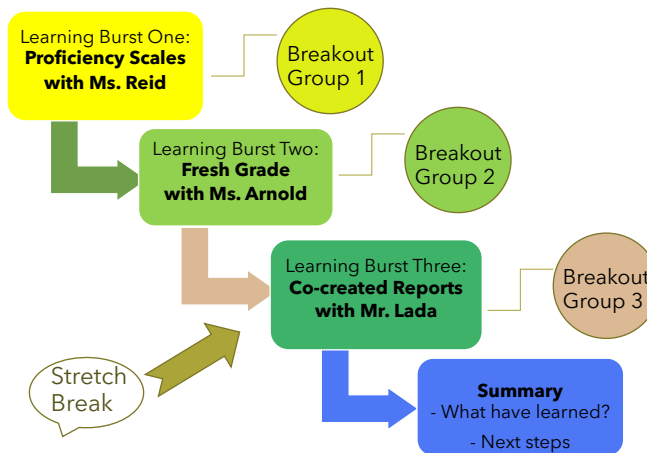 Learning Burst One:
Proficiency Scales
with Ms. Reid
Breakout
Group 1
Learning Burst Two:
Fresh Grade
with Ms. Arnold
Breakout
Group 2
Learning Burst Three:
Co-created Reports
with Mr. Lada
Breakout
Group 3
Stretch
Break
Summary
- What have learned?
- Next steps